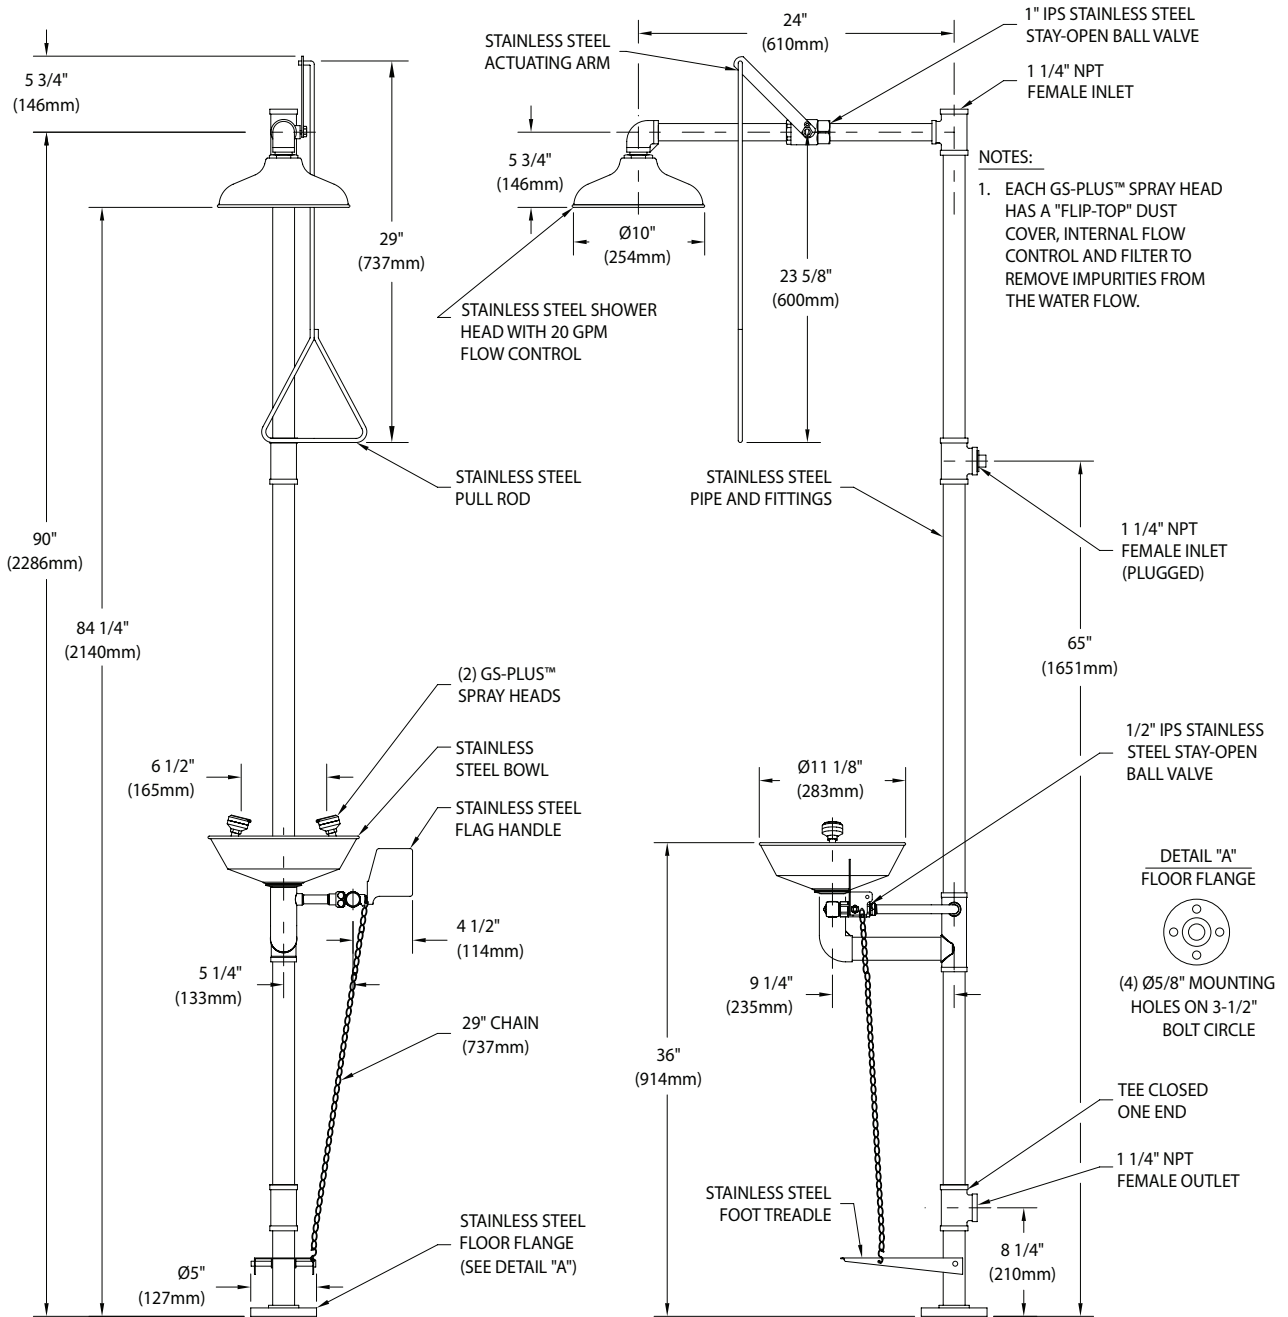 5 3/4"
(146mm)
90"
(2286mm)
84 1/4"
(2140mm)
29"
(737mm)
STAINLESS STEEL
ACTUATING ARM
24"
(610mm)
1" IPS STAINLESS STEEL
STAY-OPEN BALL VALVE
1 1/4" NPT
FEMALE INLET
5 3/4"
(146mm)
Ø10"
(254mm)
23 5/8"
(600mm)
NOTES:
1. EACH GS-PLUS™ SPRAY HEAD
HAS A "FLIP-TOP" DUST
COVER, INTERNAL FLOW
CONTROL AND FILTER TO
REMOVE IMPURITIES FROM
THE WATER FLOW.
STAINLESS STEEL SHOWER
HEAD WITH 20 GPM
FLOW CONTROL
STAINLESS STEEL
PULL ROD
STAINLESS STEEL
PIPE AND FITTINGS
1 1/4" NPT
FEMALE INLET
(PLUGGED)
65"
(1651mm)
(2) GS-PLUS™
SPRAY HEADS
6 1/2"
(165mm)
STAINLESS
STEEL BOWL
STAINLESS STEEL
FLAG HANDLE
Ø11 1/8"
(283mm)
1/2" IPS STAINLESS
STEEL STAY-OPEN
BALL VALVE
DETAIL "A"
FLOOR FLANGE
(4) Ø5/8" MOUNTING
HOLES ON 3-1/2"
BOLT CIRCLE
4 1/2"
(114mm)
5 1/4"
(133mm)
29" CHAIN
(737mm)
9 1/4"
(235mm)
36"
(914mm)
TEE CLOSED
ONE END
1 1/4" NPT
FEMALE OUTLET
STAINLESS STEEL
FOOT TREADLE
8 1/4"
(210mm)
STAINLESS STEEL
FLOOR FLANGE
(SEE DETAIL "A")
Ø5"
(127mm)